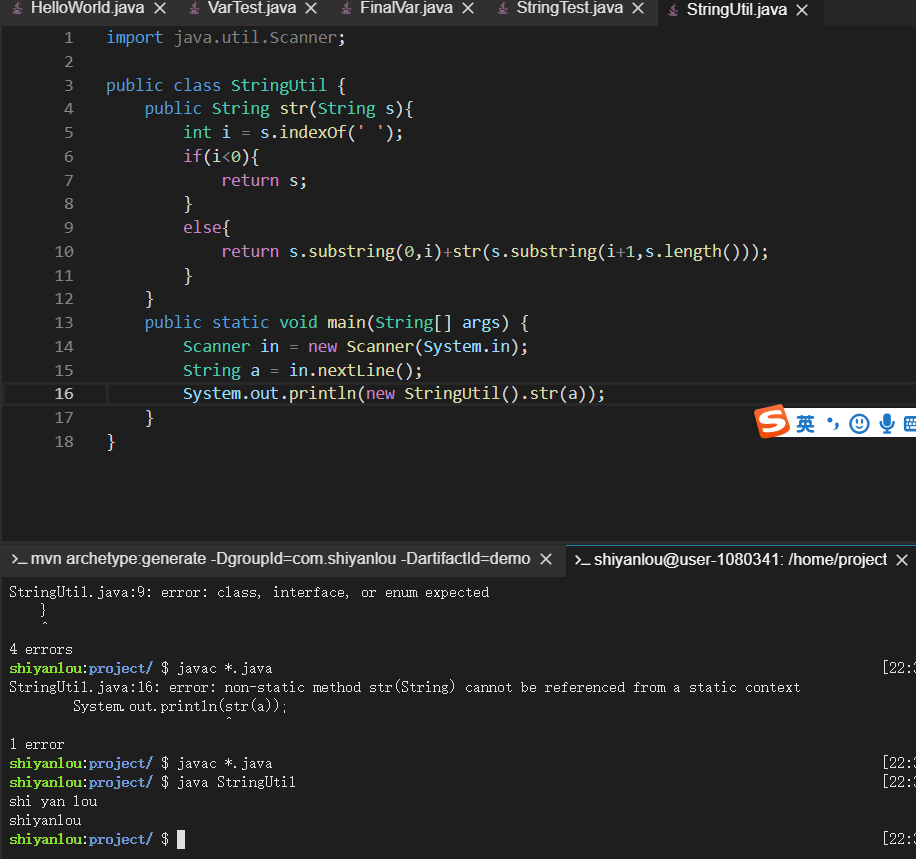 HelloWorld.java × VarTest.java × FinalVar.java × StringTest.java × StringUtil.java ×
1 import java.util.Scanner;
2
3 public class StringUtil {
4 public String str(String s){
5 int i = s.indexOf(' ');
6 if(i<0){
7 return s;
8 }
9 else{
10 return s.substring(0,i)+str(s.substring(i+1,s.length()));
11 }
12 }
13 public static void main(String[] args) {
14 Scanner in = new Scanner(System.in);
15 String a = in.nextLine();
16 System.out.println(new StringUtil().str(a));
17 }
18 }
S 英
>_ mvn archetype:generate -DgroupId=com.shiyanlou -DartifactId=demo × >_ shiyanlou@user-1080341: /home/project ×
StringUtil.java:9: error: class, interface, or enum expected
}
^
4 errors
shiyanlou:project/ $ javac *.java [22:
StringUtil.java:16: error: non-static method str(String) cannot be referenced from a static context
System.out.println(str(a));
^
1 error
shiyanlou:project/ $ javac *.java [22:
shiyanlou:project/ $ java StringUtil [22:
shi yan lou
shiyanlou
shiyanlou:project/ $ [22: